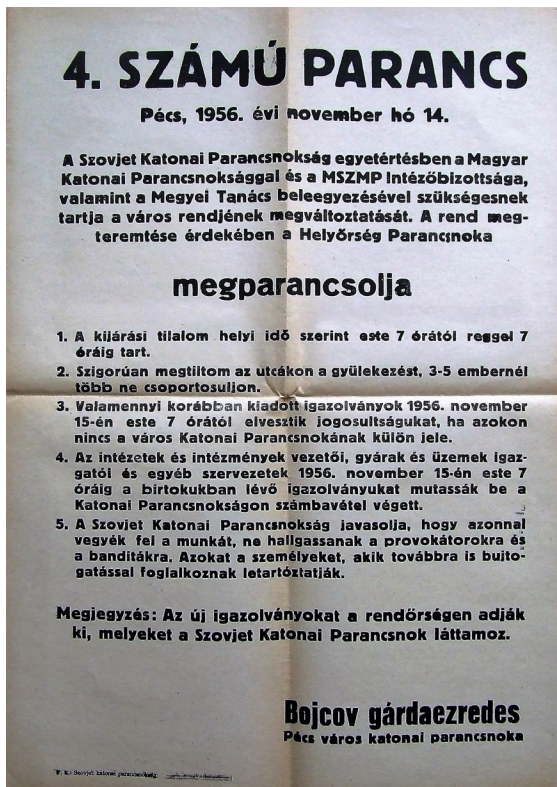 4. SZÁMÚ PARANCS
Pécs, 1956. évi november hó 14.
A Szovjet Katonai Parancsnokság egyetértésben a Magyar
Katonai Parancsnoksággal és a MSZMP Intézőbizottsága,
valamint a Megyei Tanács beleegyezésével szükségesnek
tartja a város rendjének megváltoztatását. A rend meg-
teremtése érdekében a Helyőrség Parancsnoka
megparancsolja
1. A kijárási tilalom helyi idő szerint este 7 órától reggel 7
óráig tart.
2. Szigorúan megtiltom az utcákon a gyülekezést, 3-5 embernél
több ne csoportosuljon.
3. Valamennyi korábban kiadott igazolványok 1956. november
15-én este 7 órától elvesztik jogosultságukat, ha azokon
nincs a város Katonai Parancsnokának külön jele.
4. Az intézetek és intézmények vezetői, gyárak és üzemek igaz-
gatói és egyéb szervezetek 1956. november 15-én este 7
óráig a birtokukban lévő igazolványukat mutassák be a
Katonai Parancsnokságon számbavétel végett.
5. A Szovjet Katonai Parancsnokság javasolja, hogy azonnal
vegyék fel a munkát, ne hallgassanak a provokátorokra és
a banditákra. Azokat a személyeket, akik továbbra is bujto-
gatással foglalkoznak letartóztatják.
Megjegyzés: Az új igazolványokat a rendőrségen adják
ki, melyeket a Szovjet Katonai Parancsnok láttamoz.
Bojcov gárdaezredes
Pécs város katonai parancsnoka
F. k.: Szovjet katonai parancsnokság.